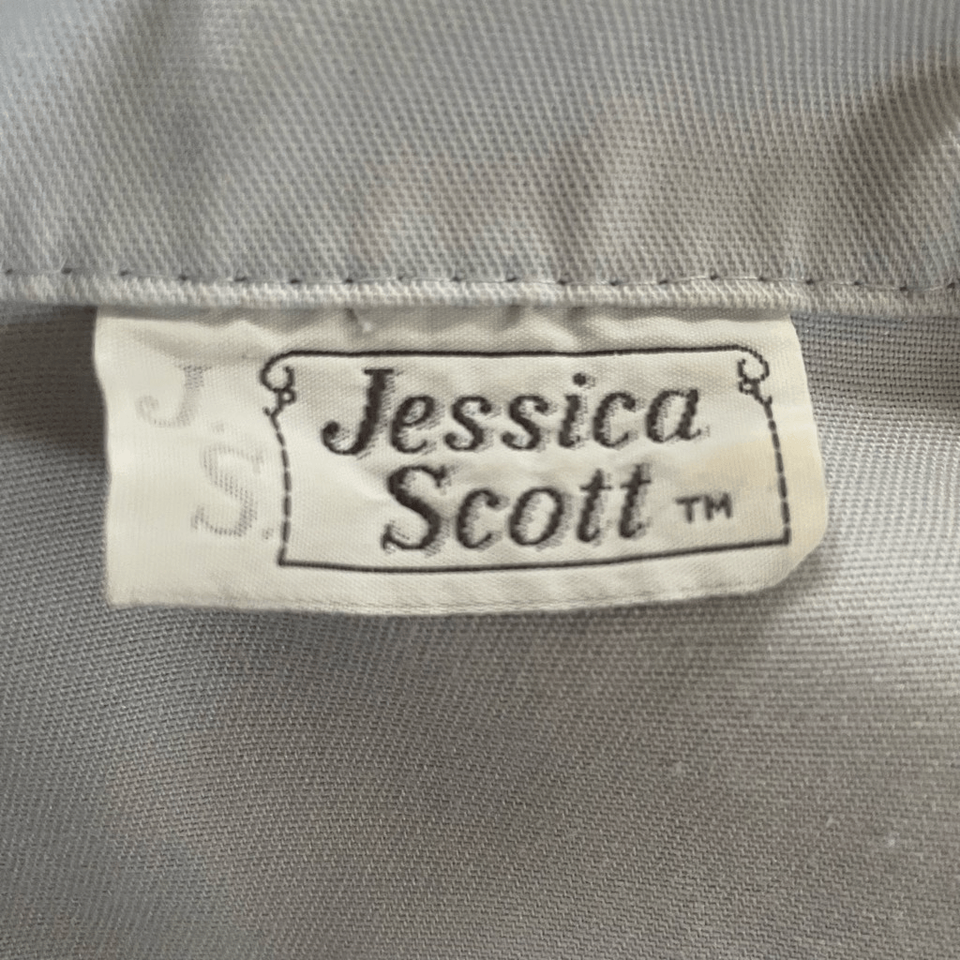 J.
S.
Jessica
Scott ™